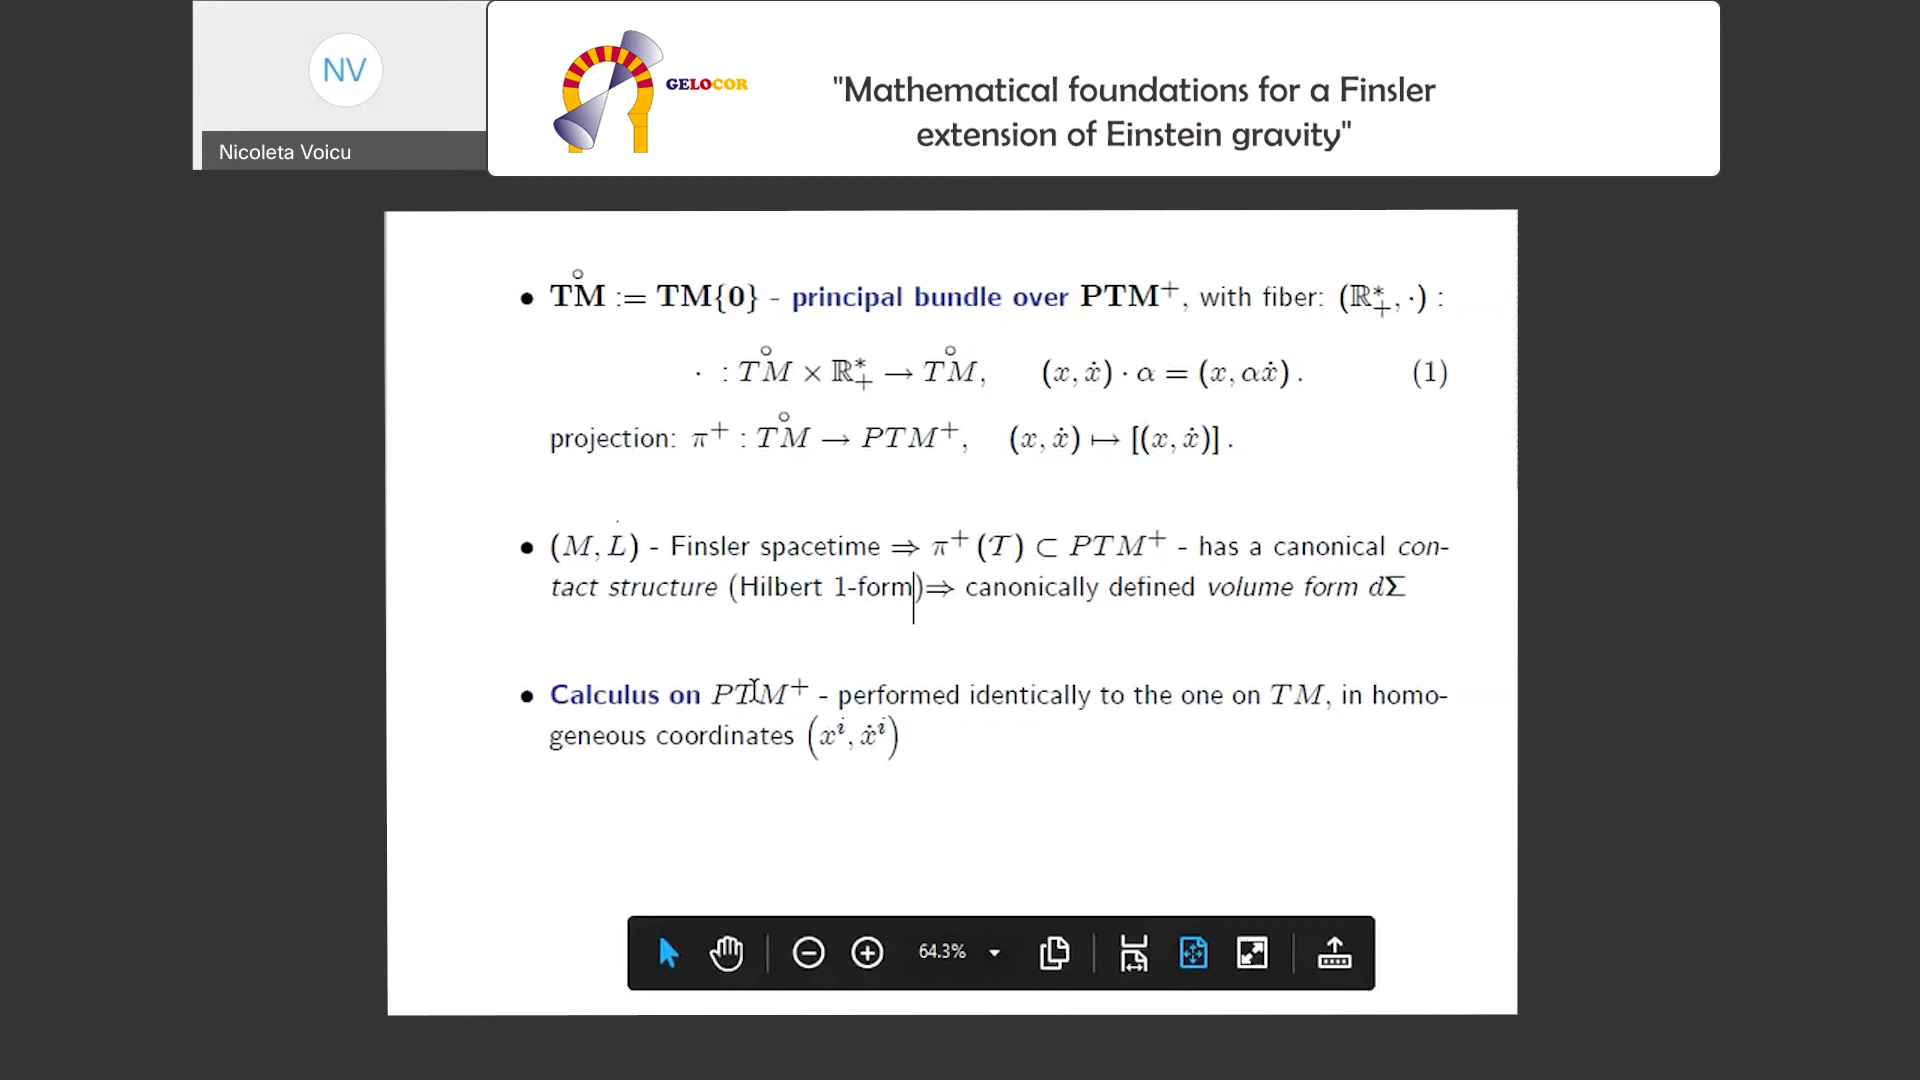 NV
Nicoleta Voicu
GELOCOR
"Mathematical foundations for a Finsler
extension of Einstein gravity"
• T̊M := TM{0} - principal bundle over PTM⁺, with fiber: (ℝ*₊, ·) :
· : T̊M × ℝ*₊ → T̊M, (x, ẋ) · α = (x, αẋ) . (1)
projection: π⁺ : T̊M → PTM⁺, (x, ẋ) ↦ [(x, ẋ)] .
• (M, L) - Finsler spacetime ⇒ π⁺ (𝒯) ⊂ PTM⁺ - has a canonical con-
tact structure (Hilbert 1-form)⇒ canonically defined volume form dΣ
• Calculus on PTM⁺ - performed identically to the one on TM, in homo-
geneous coordinates (xⁱ, ẋⁱ)
64.3%